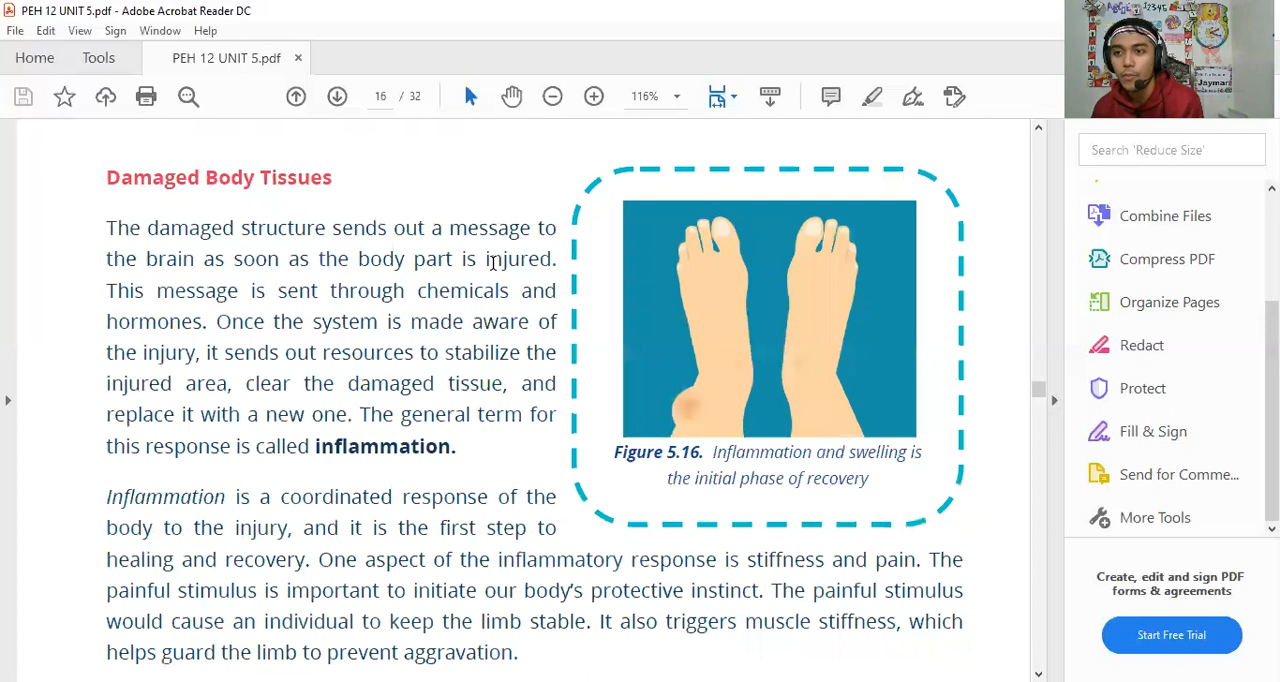 PEH 12 UNIT 5.pdf - Adobe Acrobat Reader DC
File Edit View Sign Window Help
Home Tools PEH 12 UNIT 5.pdf ×
16 / 32 116%
Damaged Body Tissues
The damaged structure sends out a message to
the brain as soon as the body part is injured.
This message is sent through chemicals and
hormones. Once the system is made aware of
the injury, it sends out resources to stabilize the
injured area, clear the damaged tissue, and
replace it with a new one. The general term for
this response is called inflammation.
Figure 5.16. Inflammation and swelling is
the initial phase of recovery
Inflammation is a coordinated response of the
body to the injury, and it is the first step to
healing and recovery. One aspect of the inflammatory response is stiffness and pain. The
painful stimulus is important to initiate our body's protective instinct. The painful stimulus
would cause an individual to keep the limb stable. It also triggers muscle stiffness, which
helps guard the limb to prevent aggravation.
Jaymar
Search 'Reduce Size'
Combine Files
Compress PDF
Organize Pages
Redact
Protect
Fill & Sign
Send for Comme...
More Tools
Create, edit and sign PDF
forms & agreements
Start Free Trial